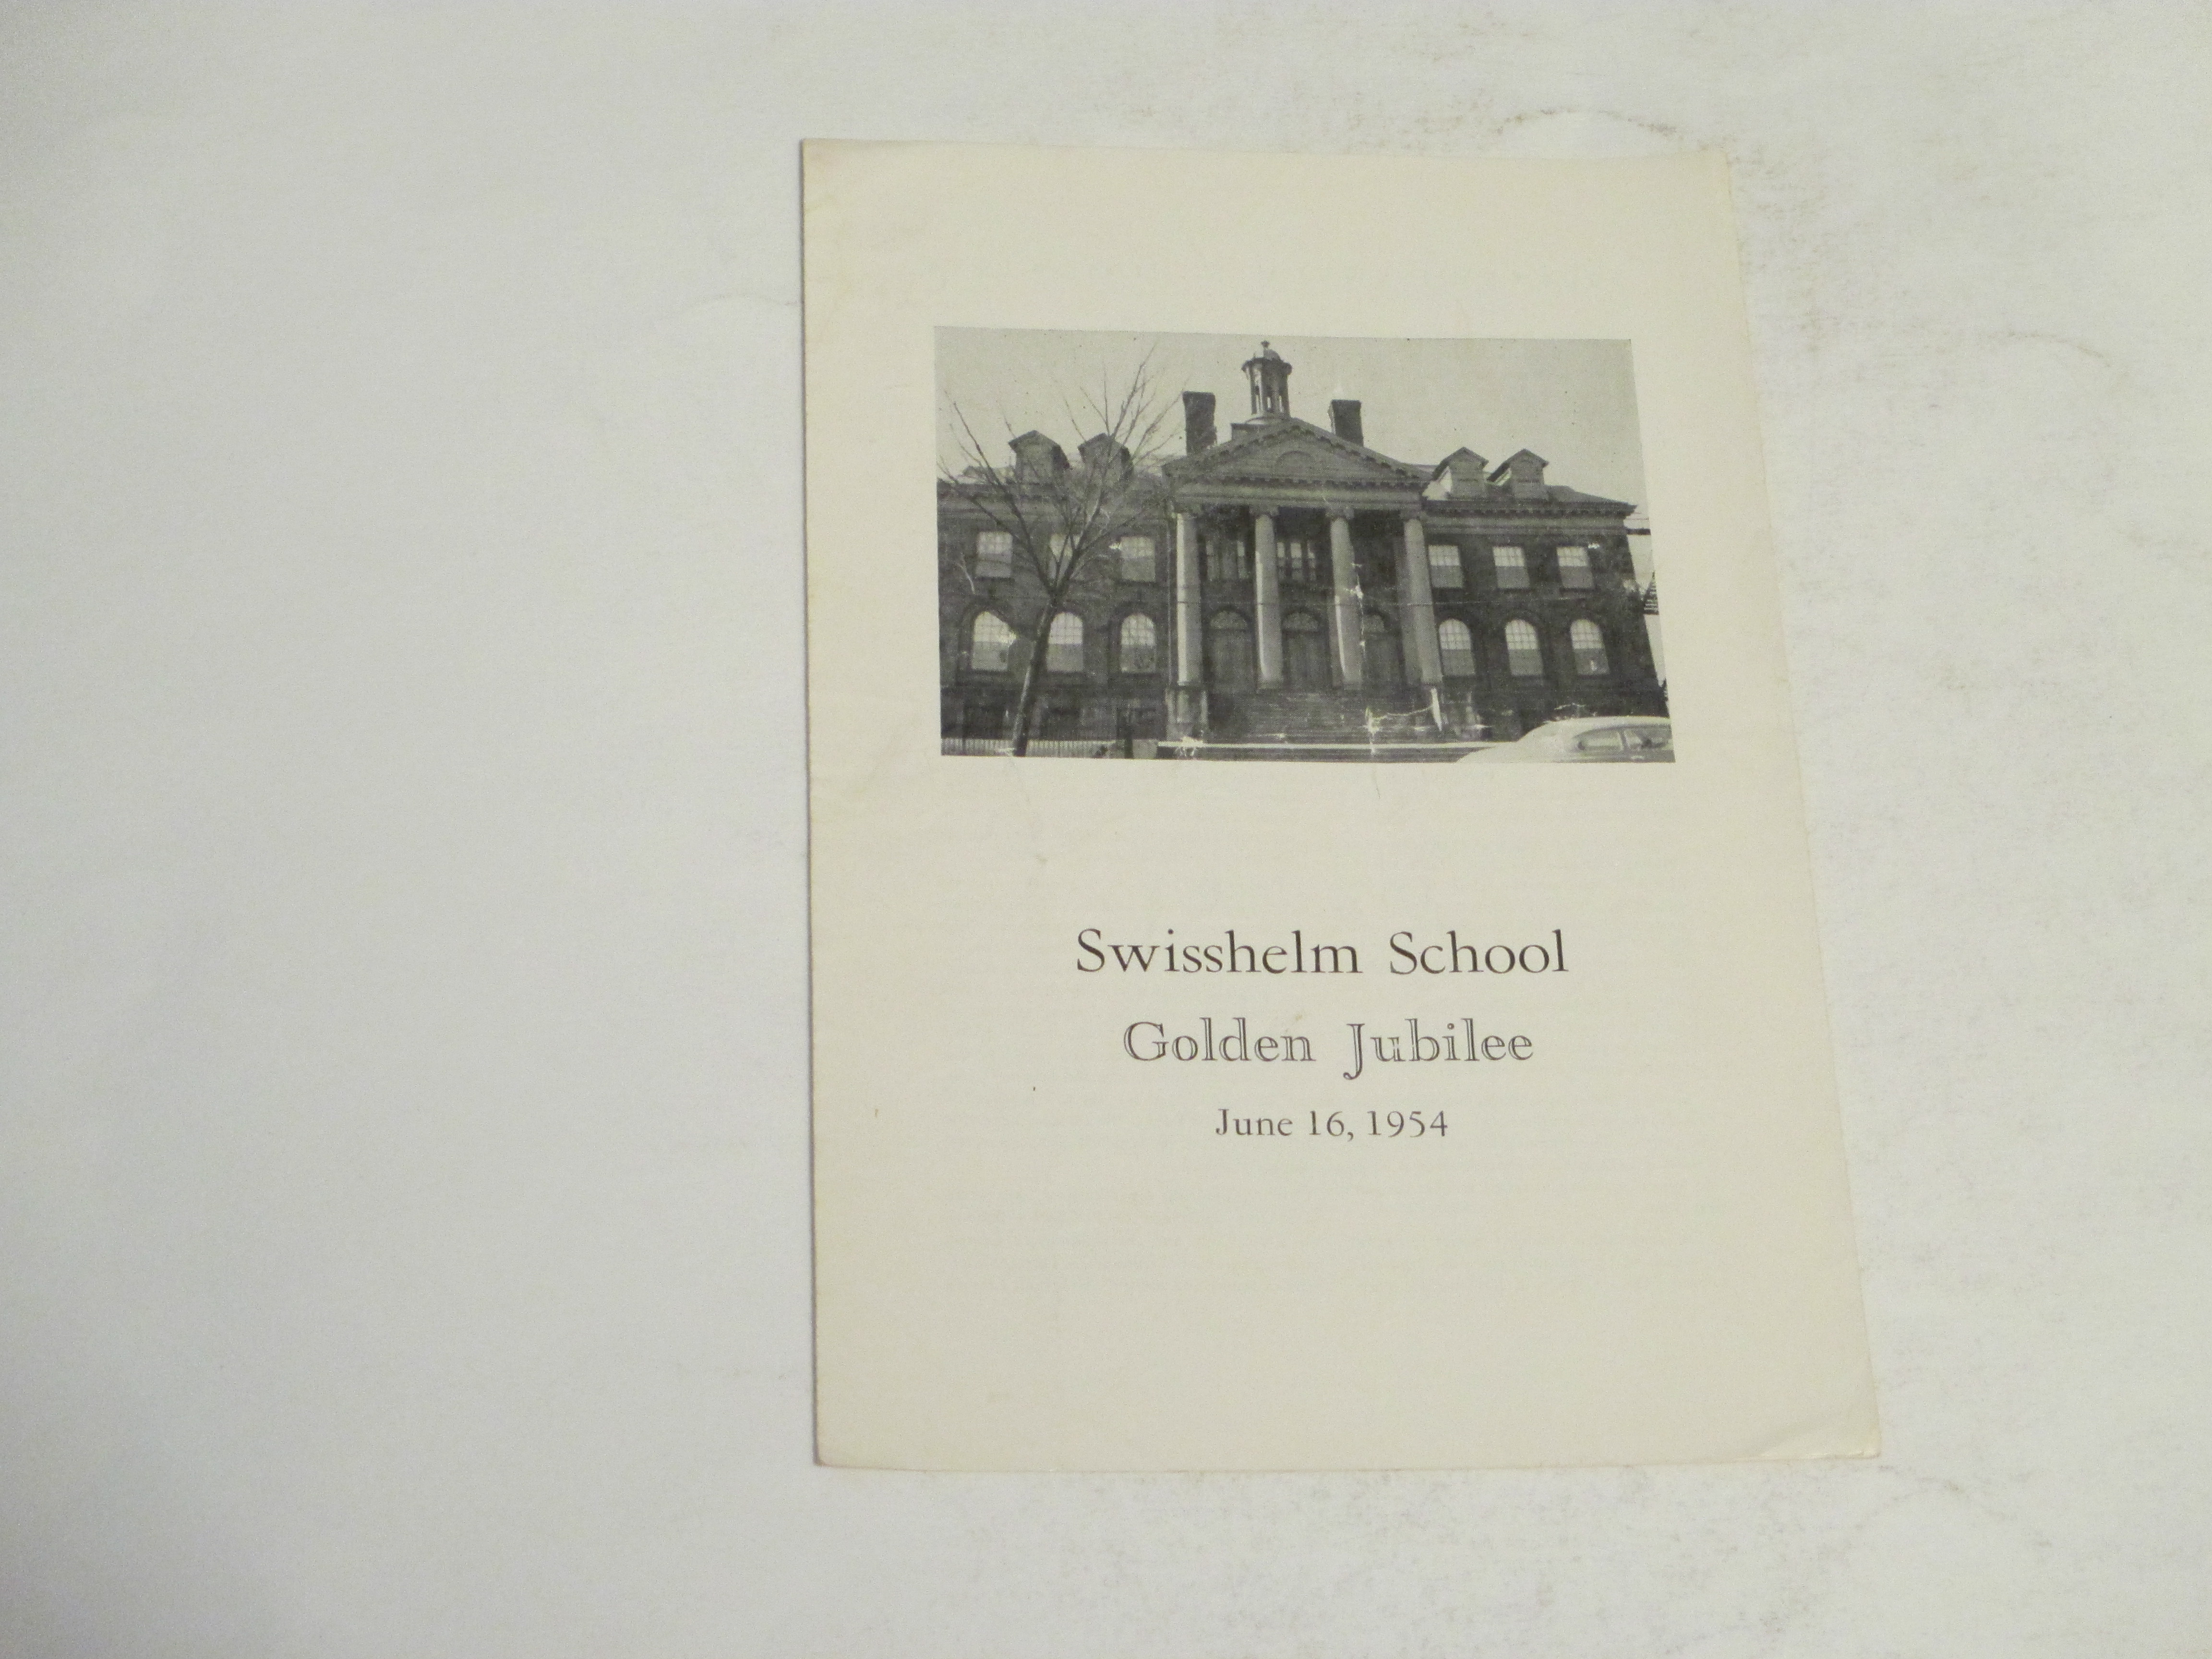 Swisshelm School
Golden Jubilee
June 16, 1954